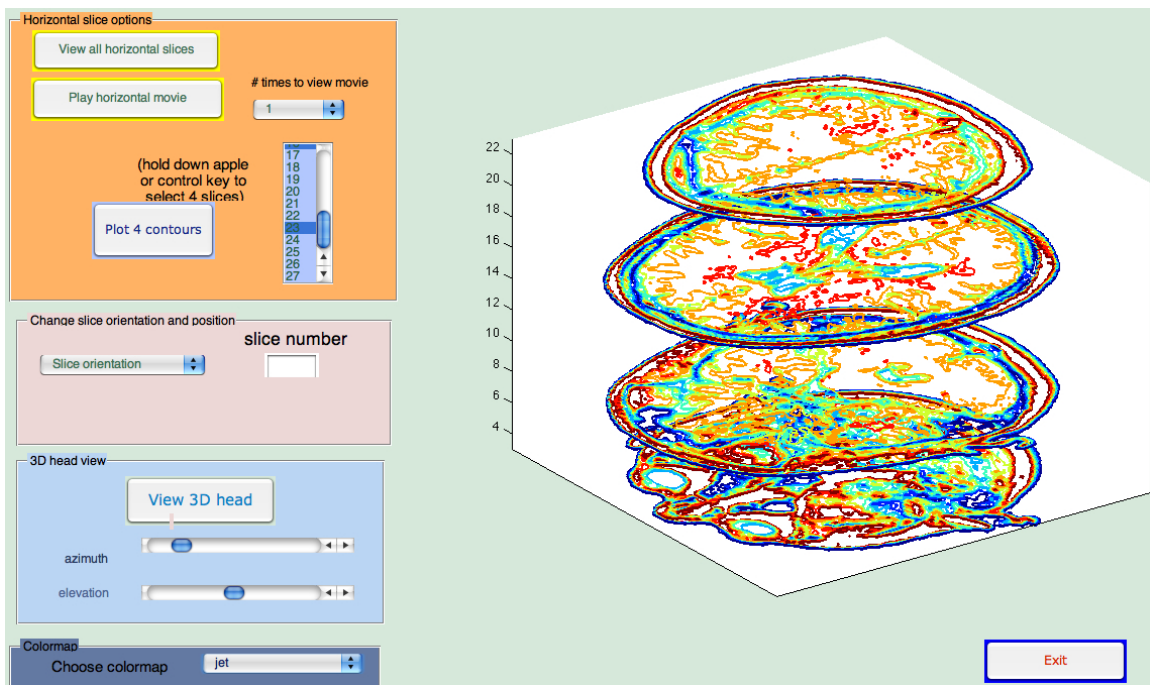 Horizontal slice options
View all horizontal slices
Play horizontal movie
# times to view movie
1
(hold down apple
or control key to
select 4 slices)
Plot 4 contours
17
18
19
20
21
22
23
24
25
26
27
Change slice orientation and position
Slice orientation
slice number
3D head view
View 3D head
azimuth
elevation
Colormap
Choose colormap
jet
22
20
18
16
14
12
10
8
6
4
Exit